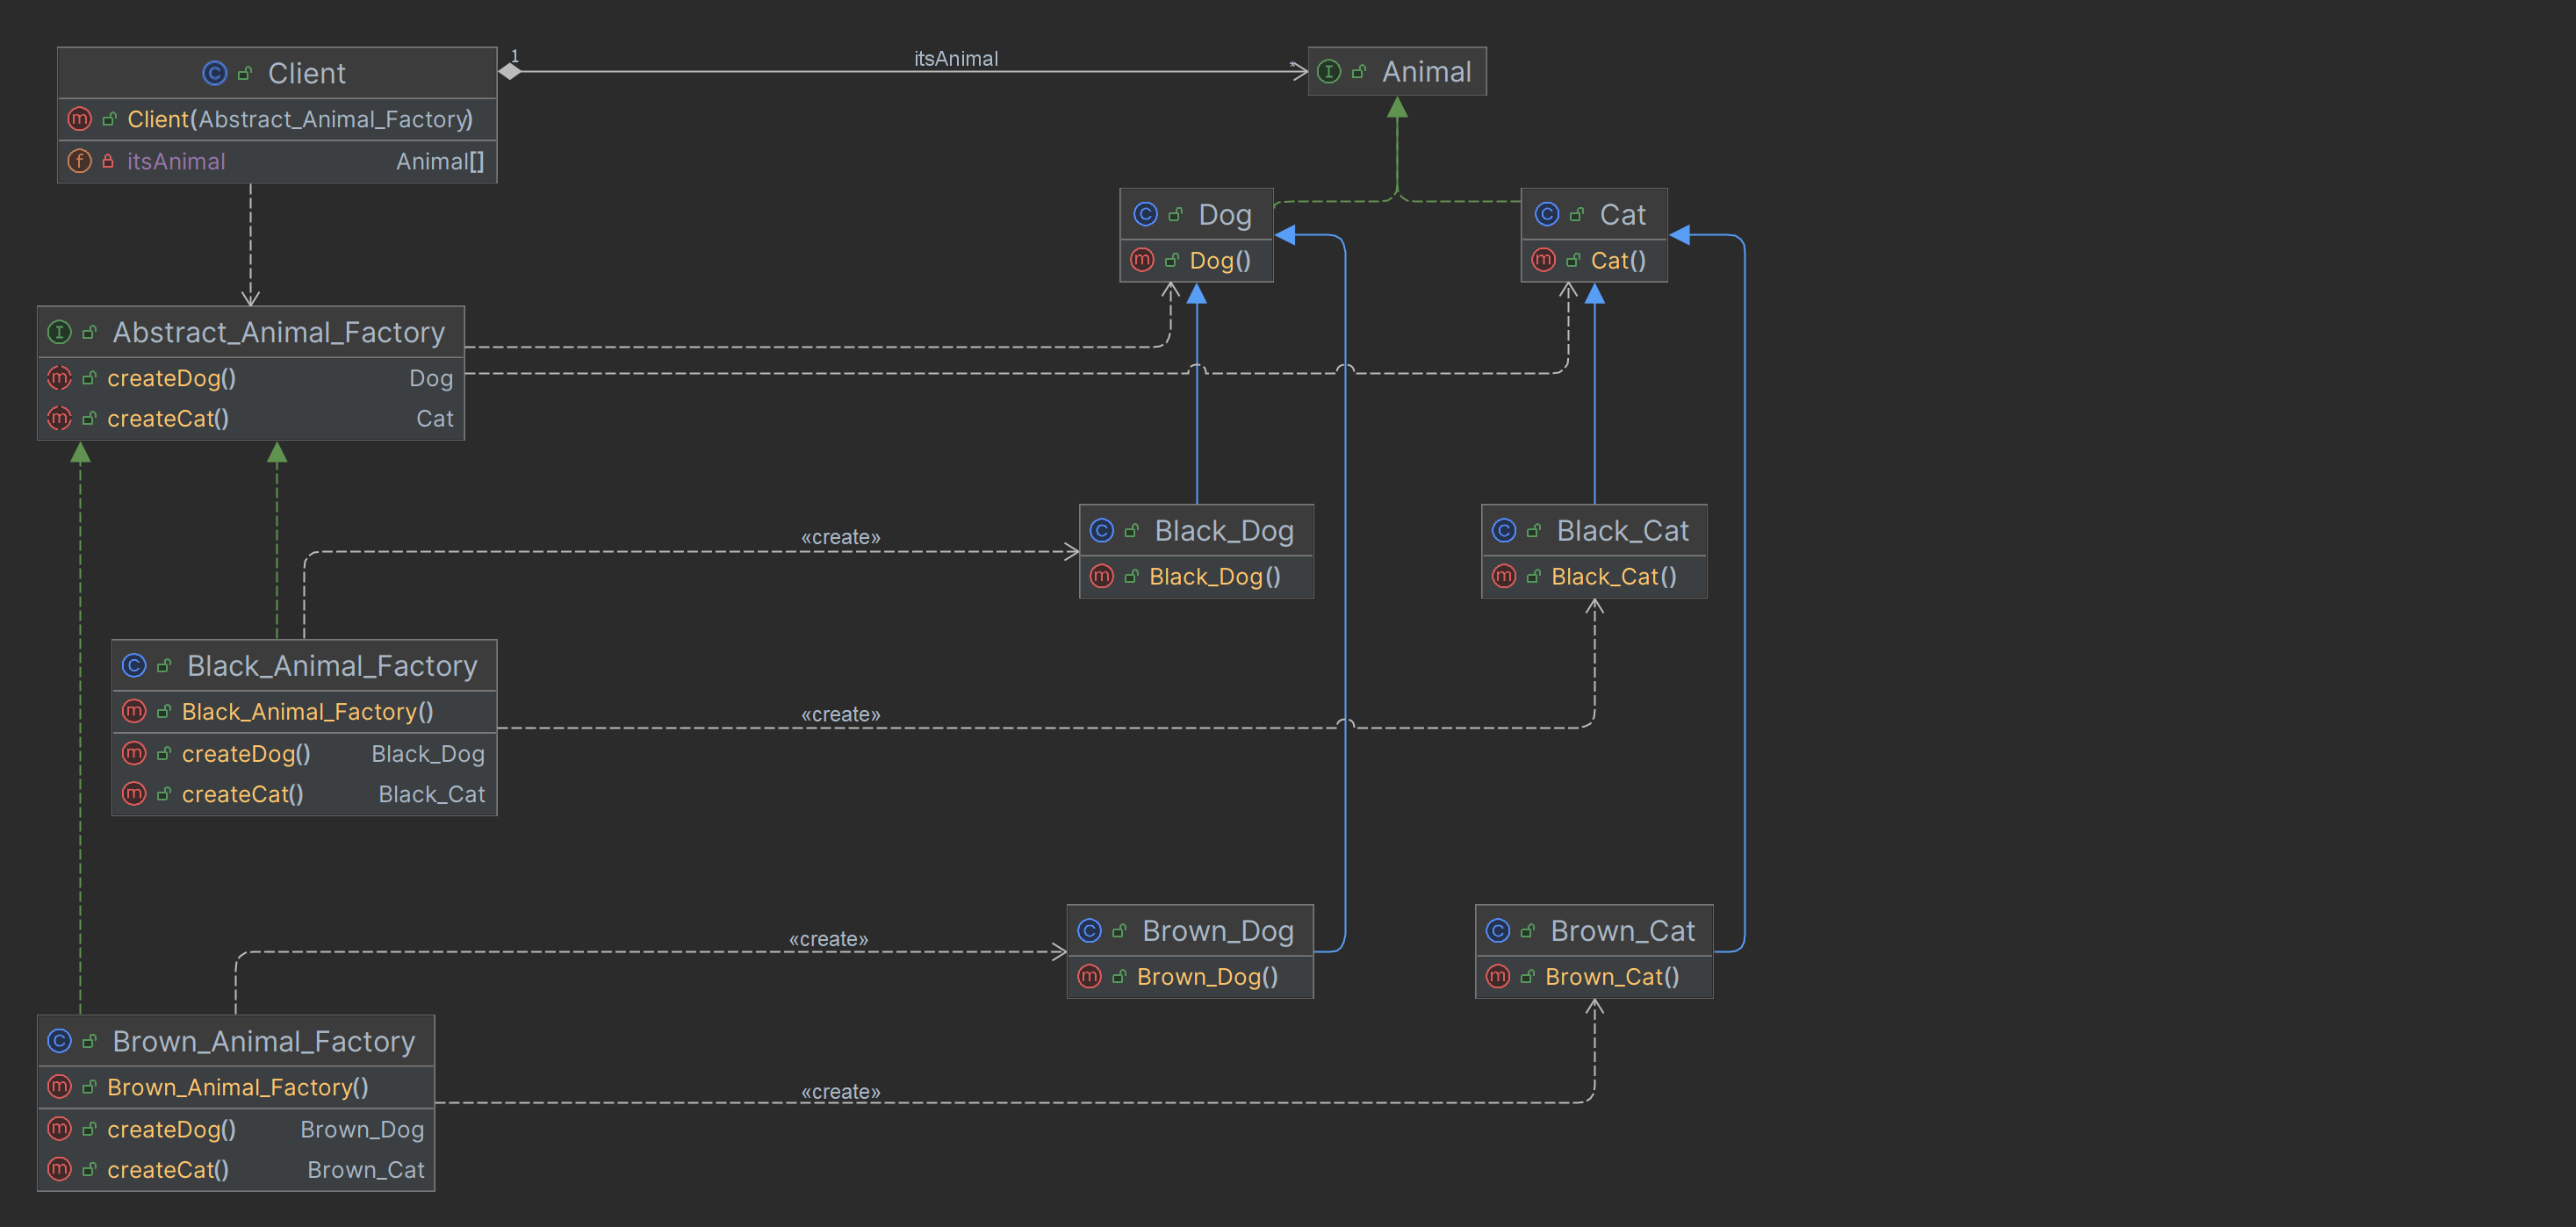 Client
Client(Abstract_Animal_Factory)
itsAnimal Animal[]
1 itsAnimal *
Animal
Dog
Dog()
Cat
Cat()
Abstract_Animal_Factory
createDog() Dog
createCat() Cat
«create»
Black_Dog
Black_Dog()
Black_Cat
Black_Cat()
Black_Animal_Factory
Black_Animal_Factory()
createDog() Black_Dog
createCat() Black_Cat
«create»
«create»
Brown_Dog
Brown_Dog()
Brown_Cat
Brown_Cat()
Brown_Animal_Factory
Brown_Animal_Factory()
createDog() Brown_Dog
createCat() Brown_Cat
«create»